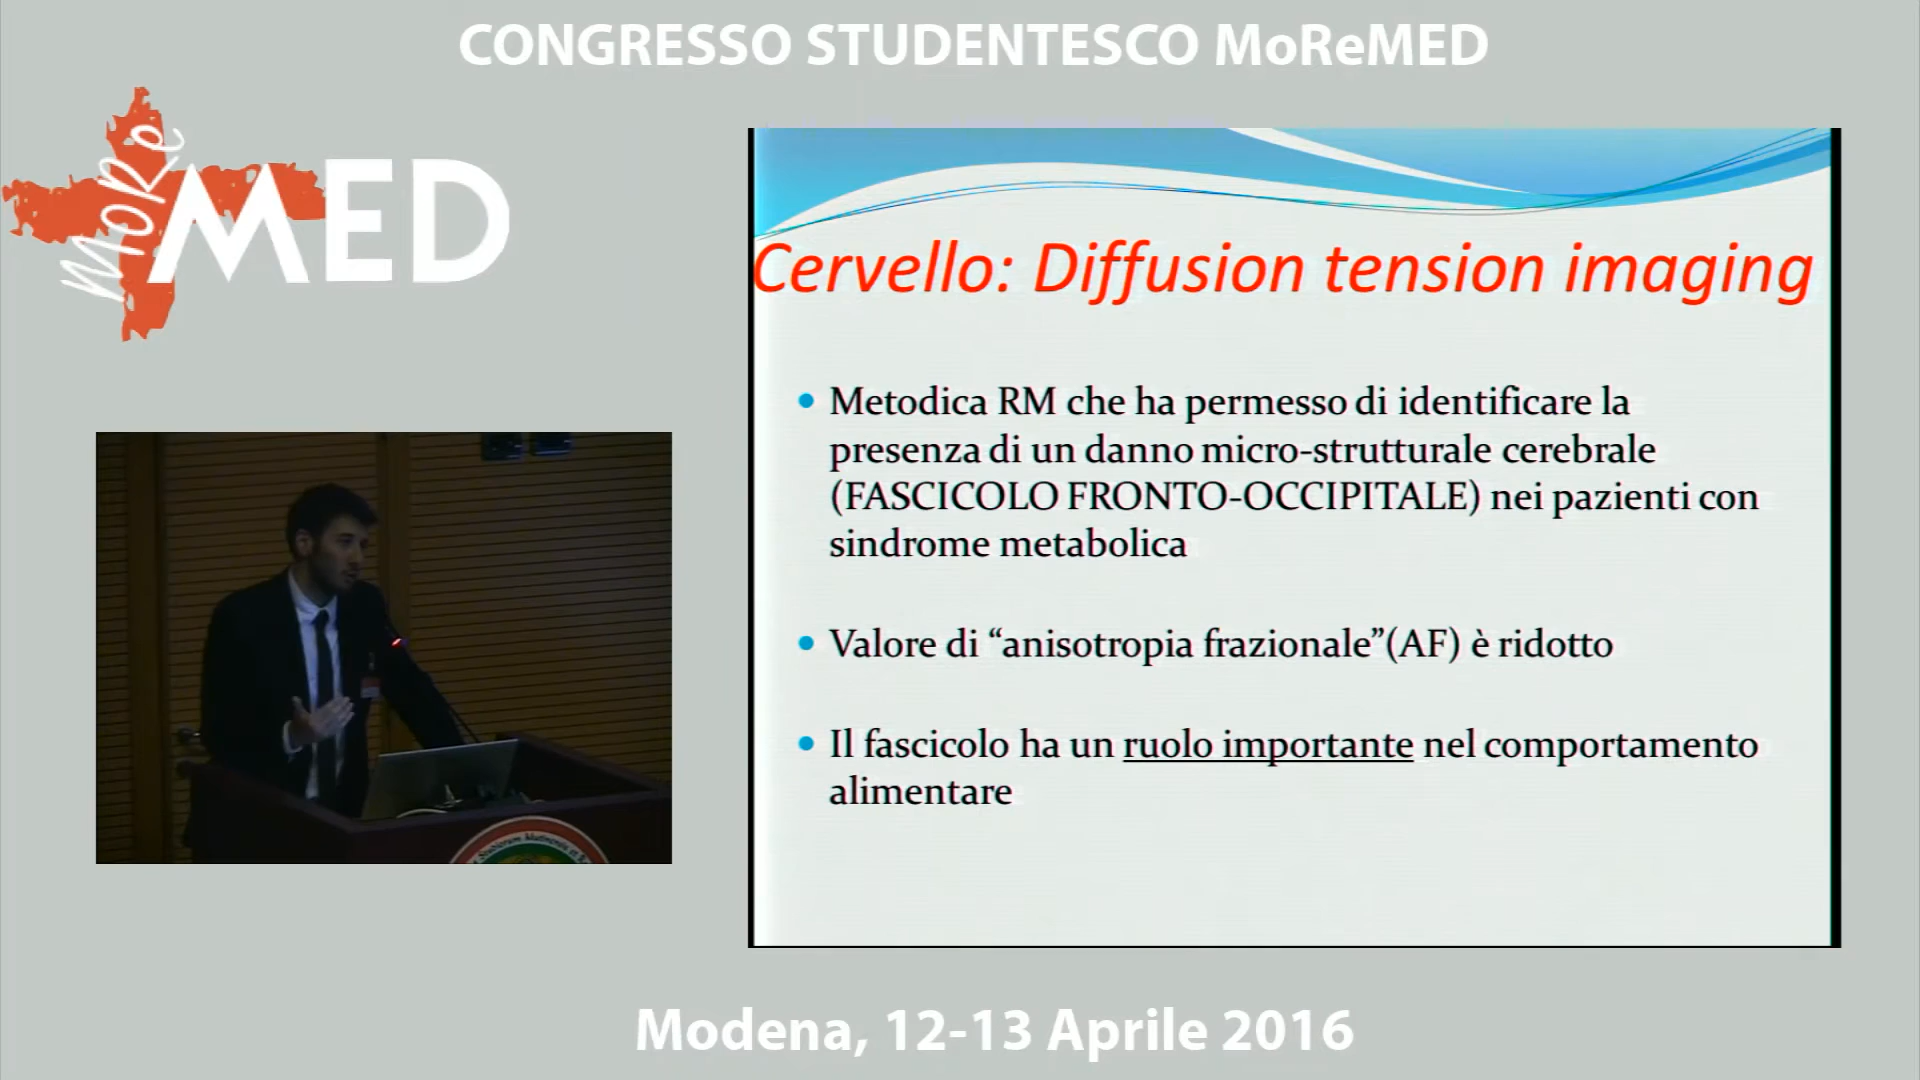 CONGRESSO STUDENTESCO MoReMED
MoRe
MED
Cervello: Diffusion tension imaging
• Metodica RM che ha permesso di identificare la
presenza di un danno micro-strutturale cerebrale
(FASCICOLO FRONTO-OCCIPITALE) nei pazienti con
sindrome metabolica
• Valore di “anisotropia frazionale”(AF) è ridotto
• Il fascicolo ha un ruolo importante nel comportamento
alimentare
Modena, 12-13 Aprile 2016